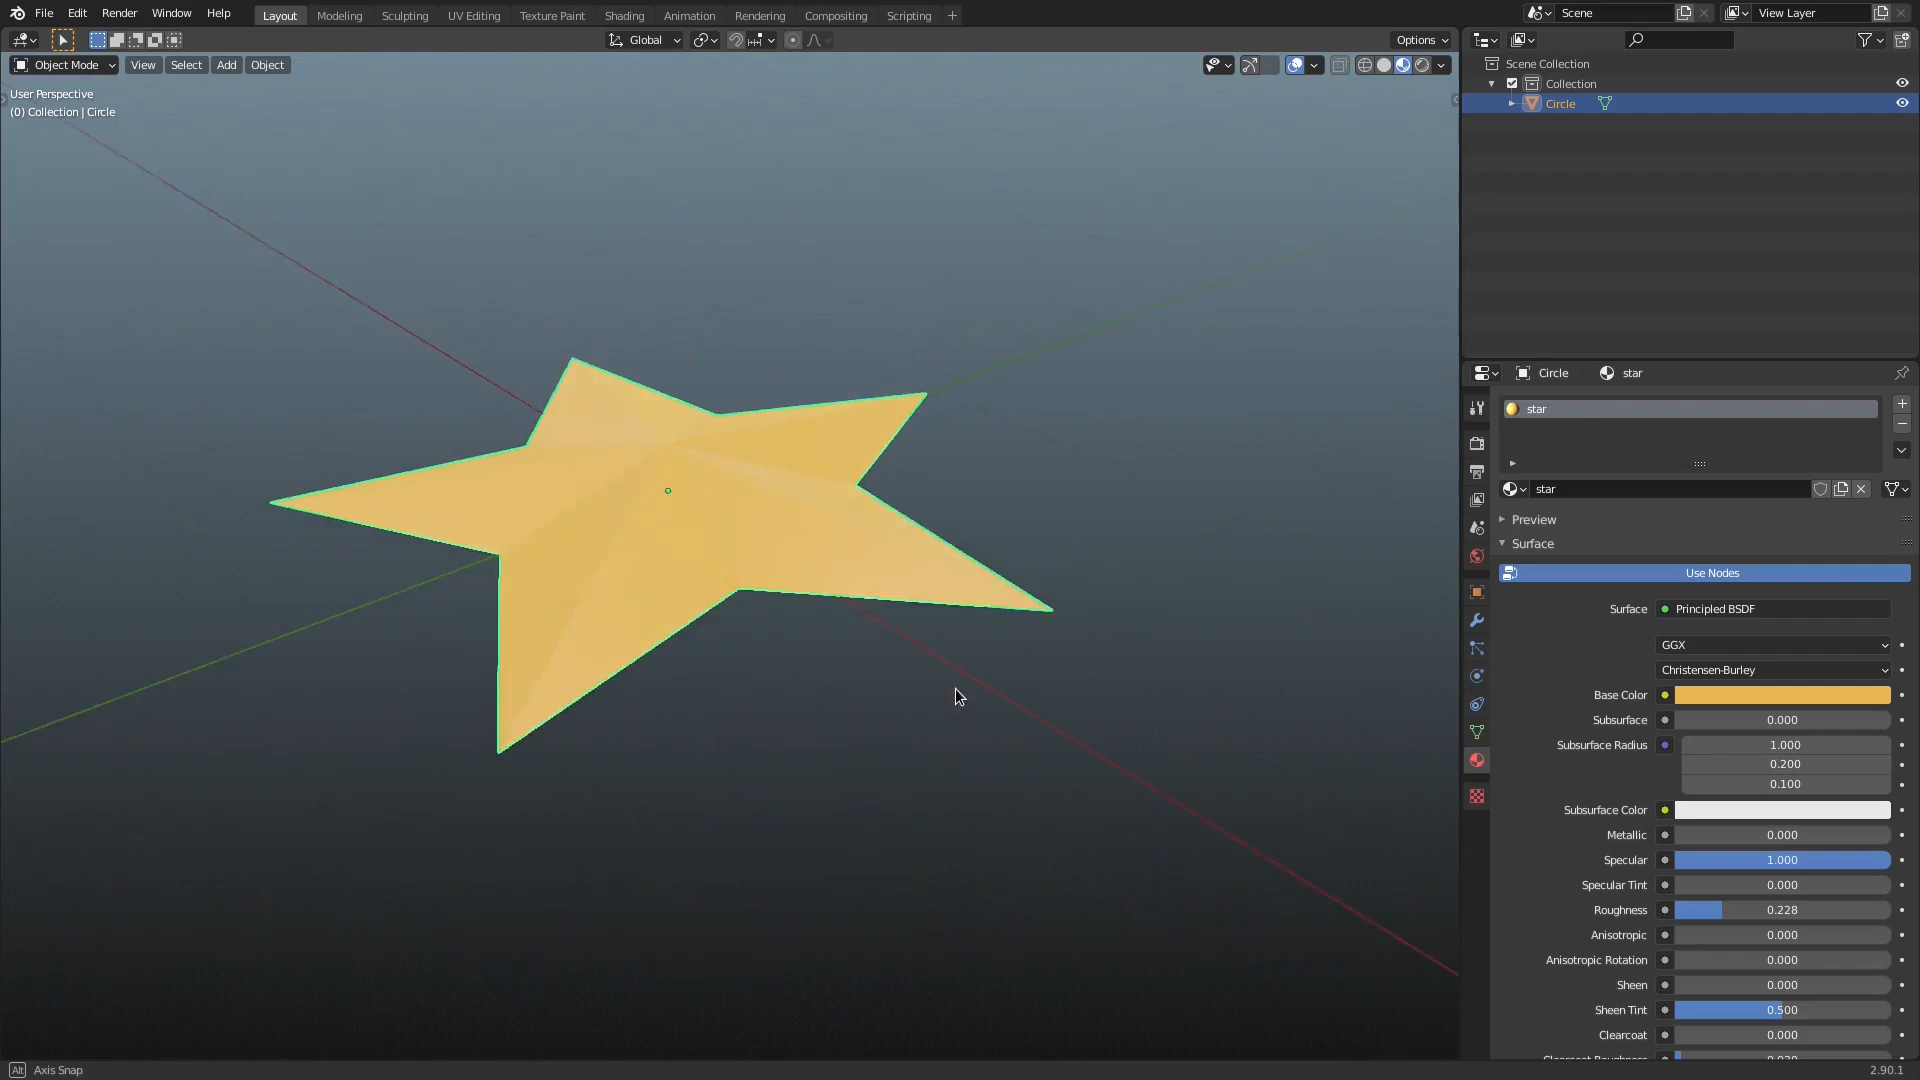 File Edit Render Window Help Layout Modeling Sculpting UV Editing Texture Paint Shading Animation Rendering Compositing Scripting + Scene View Layer
Global Options
Object Mode View Select Add Object
User Perspective
(0) Collection | Circle
Scene Collection
Collection
Circle
Circle star
star
star
Preview
Surface
Use Nodes
Surface Principled BSDF
GGX
Christensen-Burley
Base Color
Subsurface 0.000
Subsurface Radius 1.000
0.200
0.100
Subsurface Color
Metallic 0.000
Specular 1.000
Specular Tint 0.000
Roughness 0.228
Anisotropic 0.000
Anisotropic Rotation 0.000
Sheen 0.000
Sheen Tint 0.500
Clearcoat 0.000
Clearcoat Roughness 0.030
Alt Axis Snap 2.90.1